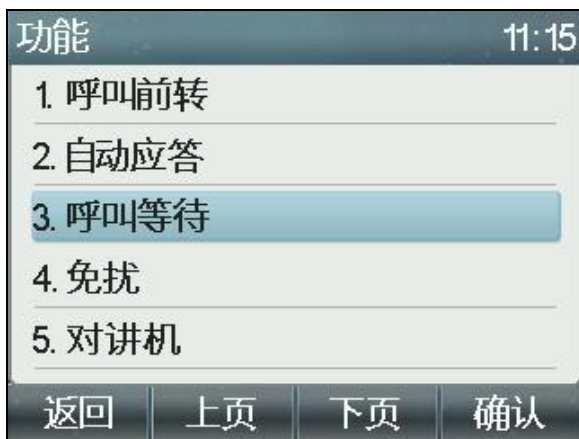 功能 11:15
1. 呼叫前转
2. 自动应答
3. 呼叫等待
4. 免扰
5. 对讲机
返回 上页 下页 确认